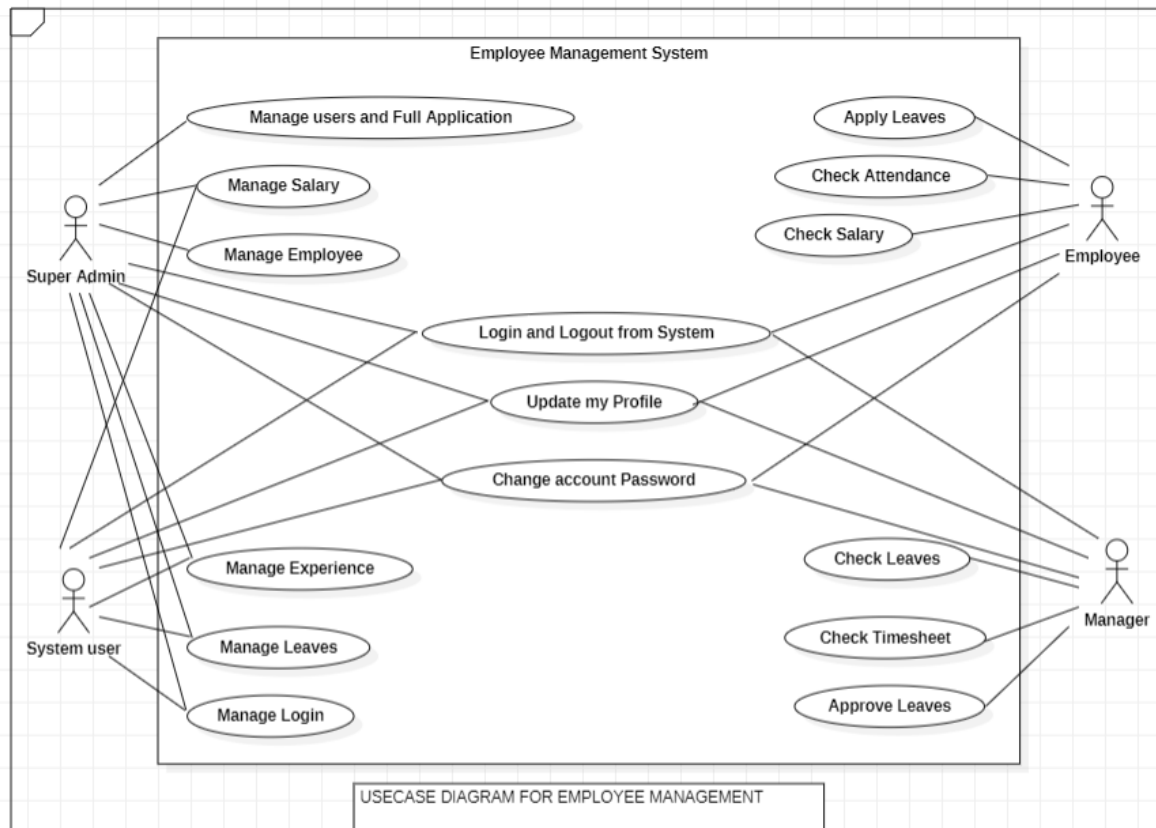 Employee Management System
Manage users and Full Application
Apply Leaves
Manage Salary
Check Attendance
Check Salary
Manage Employee
Super Admin
Employee
Login and Logout from System
Update my Profile
Change account Password
Manage Experience
Check Leaves
System user
Manager
Manage Leaves
Check Timesheet
Manage Login
Approve Leaves
USECASE DIAGRAM FOR EMPLOYEE MANAGEMENT